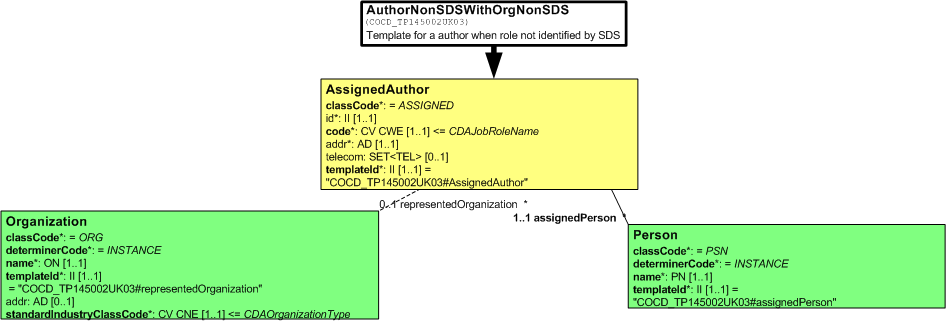 AuthorNonSDSWithOrgNonSDS
(COCD_TP145002UK03)
Template for a author when role not identified by SDS
AssignedAuthor
classCode*: = ASSIGNED
id*: II [1..1]
code*: CV CWE [1..1] <= CDAJobRoleName
addr*: AD [1..1]
telecom: SET<TEL> [0..1]
templateId*: II [1..1] =
"COCD_TP145002UK03#AssignedAuthor"
0..1 representedOrganization *
1..1 assignedPerson *
Organization
classCode*: = ORG
determinerCode*: = INSTANCE
name*: ON [1..1]
templateId*: II [1..1]
= "COCD_TP145002UK03#representedOrganization"
addr: AD [0..1]
standardIndustryClassCode*: CV CNE [1..1] <= CDAOrganizationType
Person
classCode*: = PSN
determinerCode*: = INSTANCE
name*: PN [1..1]
templateId*: II [1..1] =
"COCD_TP145002UK03#assignedPerson"